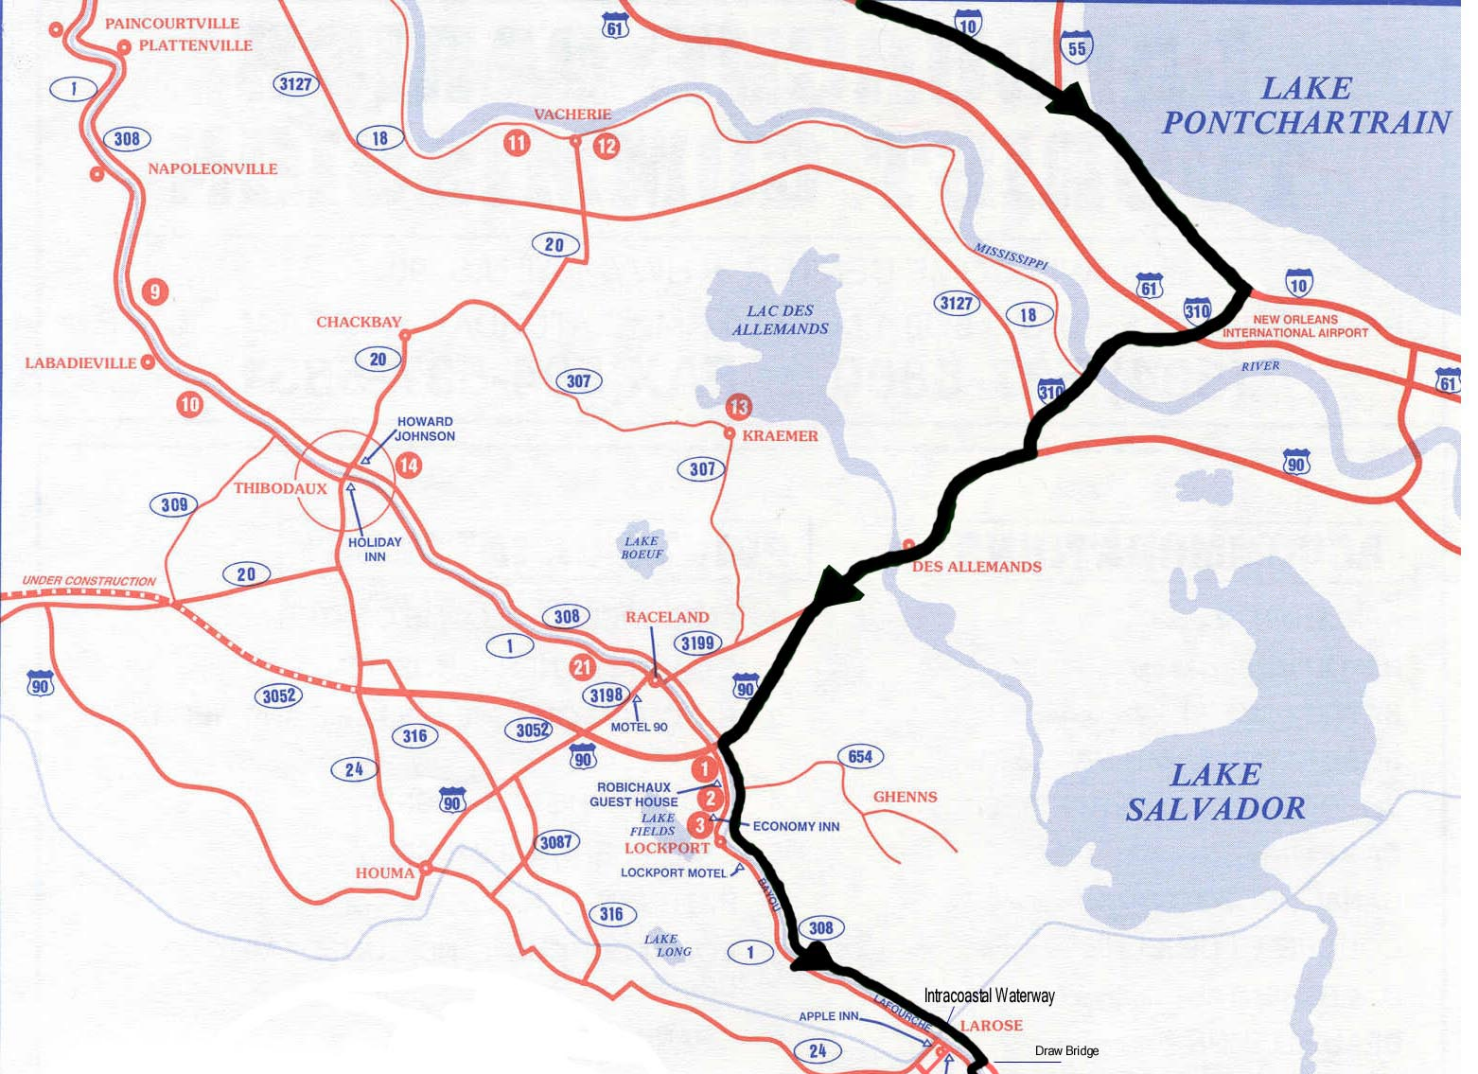 PAINCOURTVILLE
PLATTENVILLE
1
308
NAPOLEONVILLE
3127
18
61
VACHERIE
11
12
10
55
LAKE
PONTCHARTRAIN
20
MISSISSIPPI
9
CHACKBAY
20
LABADIEVILLE
10
LAC DES
ALLEMANDS
3127
18
61
310
10
NEW ORLEANS
INTERNATIONAL AIRPORT
RIVER
61
310
307
13
KRAEMER
307
HOWARD
JOHNSON
14
THIBODAUX
309
HOLIDAY
INN
90
LAKE
BOEUF
DES ALLEMANDS
UNDER CONSTRUCTION
20
308
1
RACELAND
3199
21
3198
MOTEL 90
90
90
3052
316
3052
90
24
90
1
ROBICHAUX
GUEST HOUSE
2
LAKE
FIELDS
3
ECONOMY INN
LOCKPORT
LOCKPORT MOTEL
654
GHENNS
LAKE
SALVADOR
3087
HOUMA
BAYOU
316
308
LAKE
LONG
1
Intracoastal Waterway
LAFOURCHE
APPLE INN
LAROSE
24
Draw Bridge